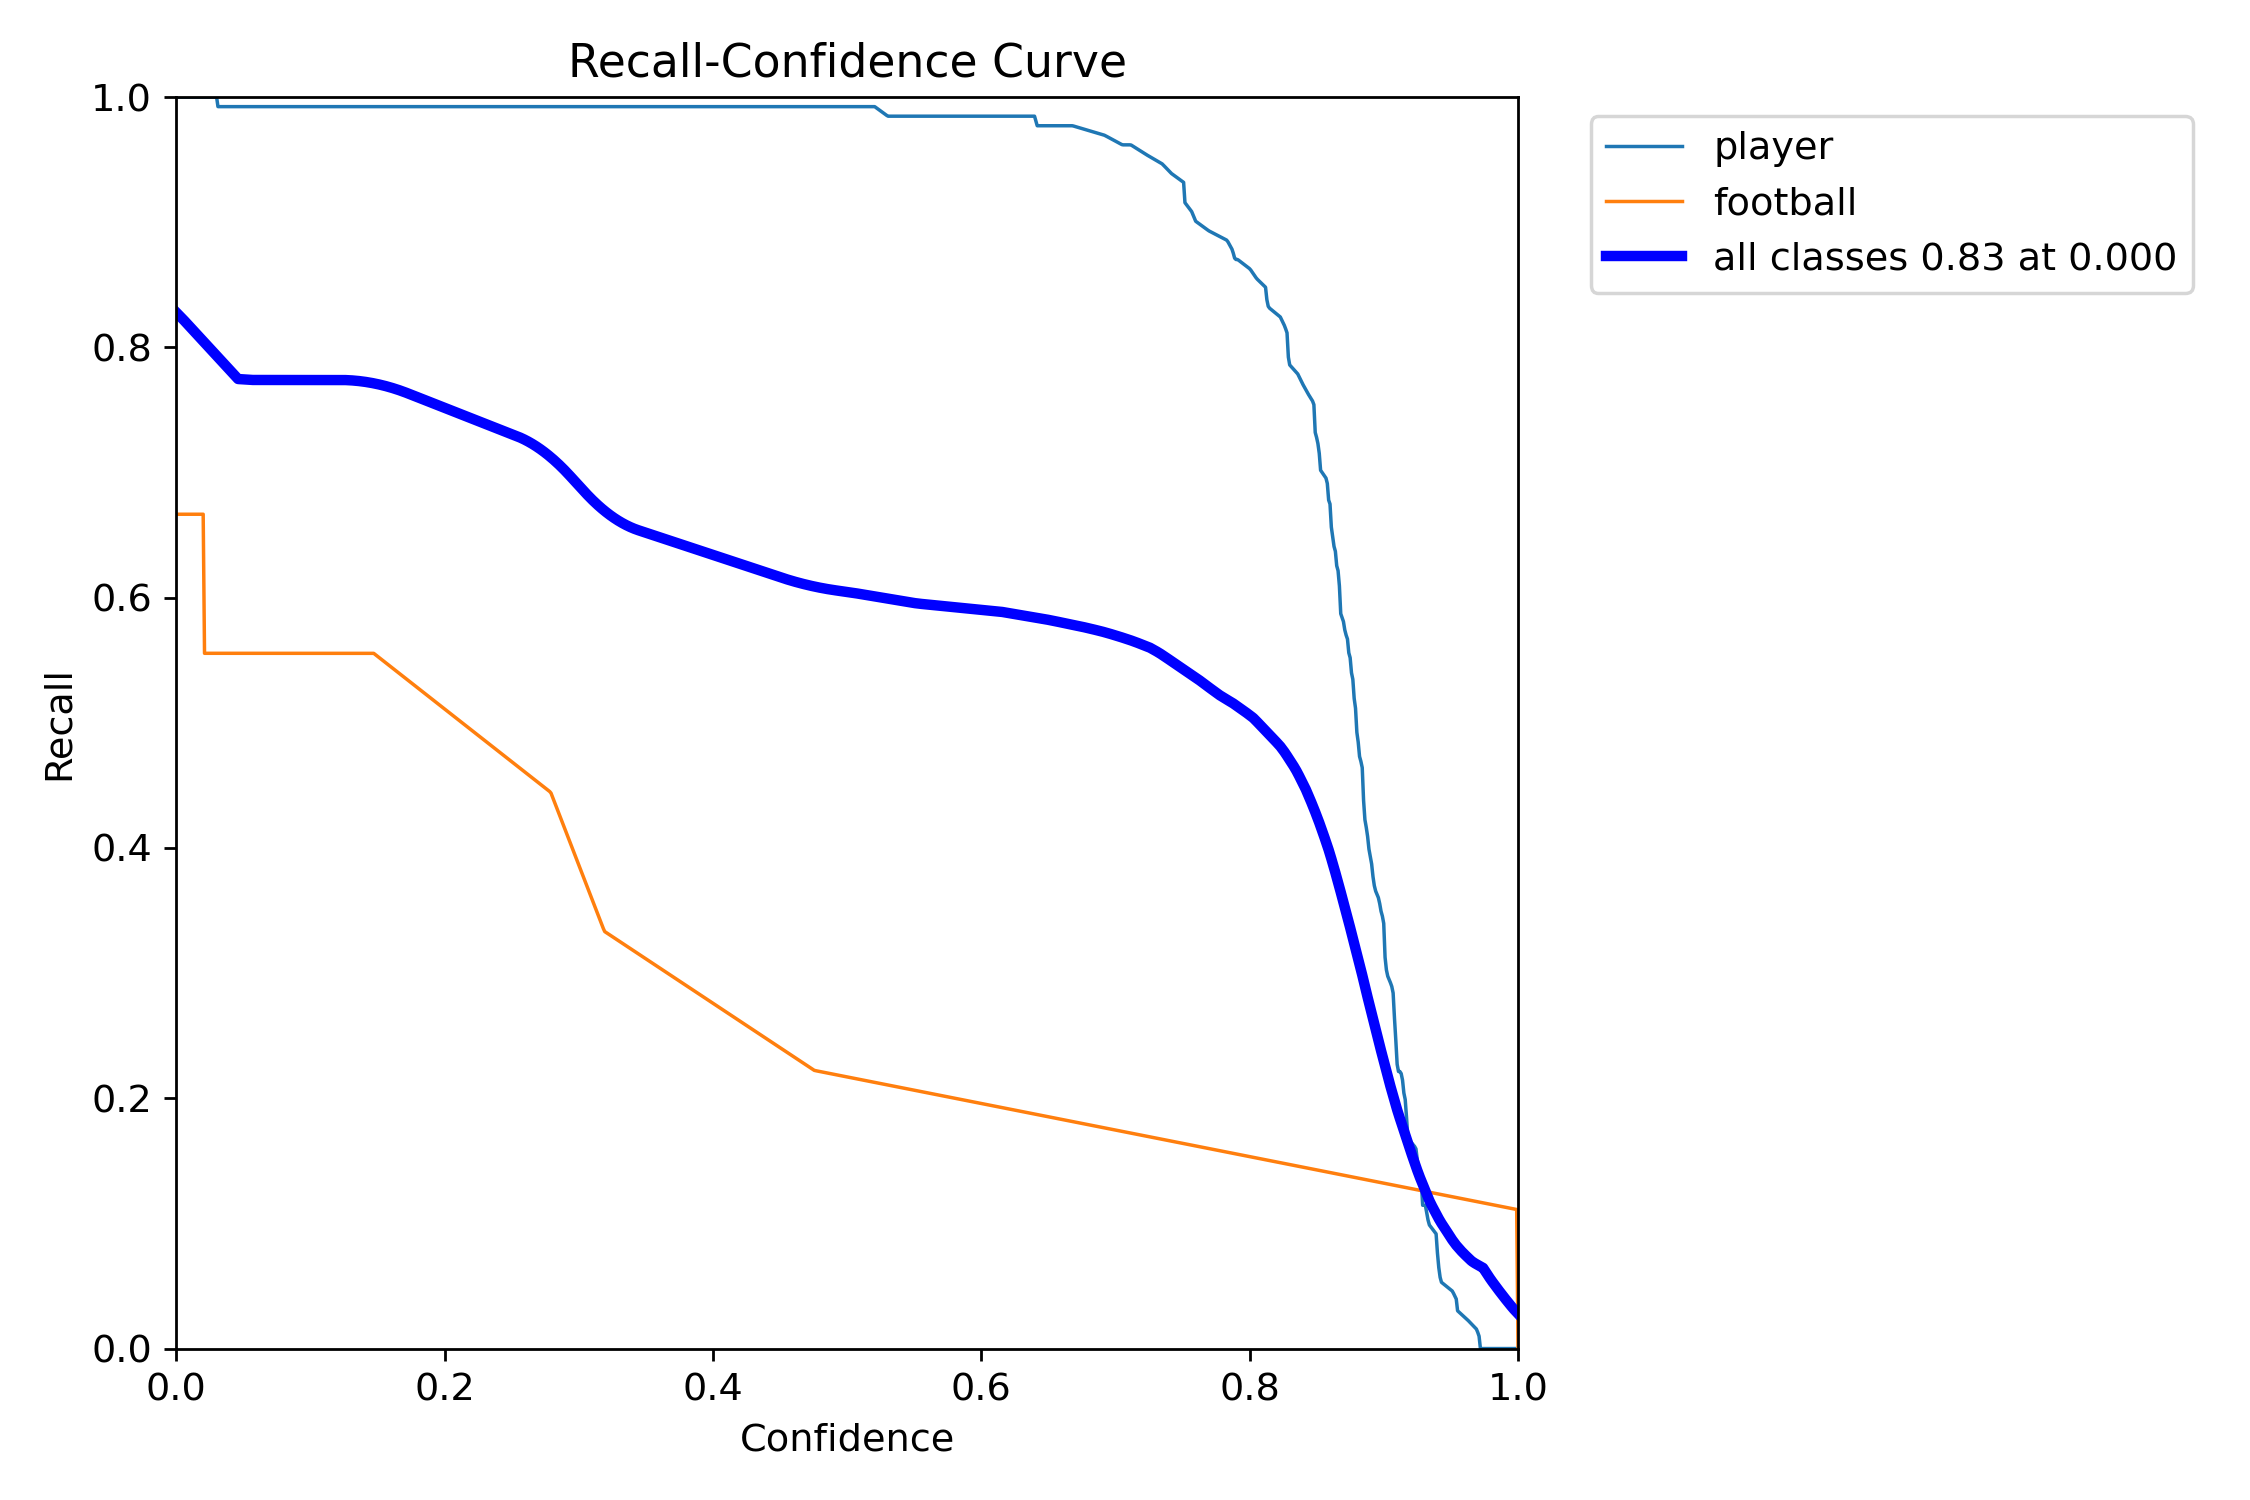 Recall-Confidence Curve
1.0
0.8
0.6
0.4
0.2
0.0
Recall
0.0 0.2 0.4 0.6 0.8 1.0
Confidence
player
football
all classes 0.83 at 0.000